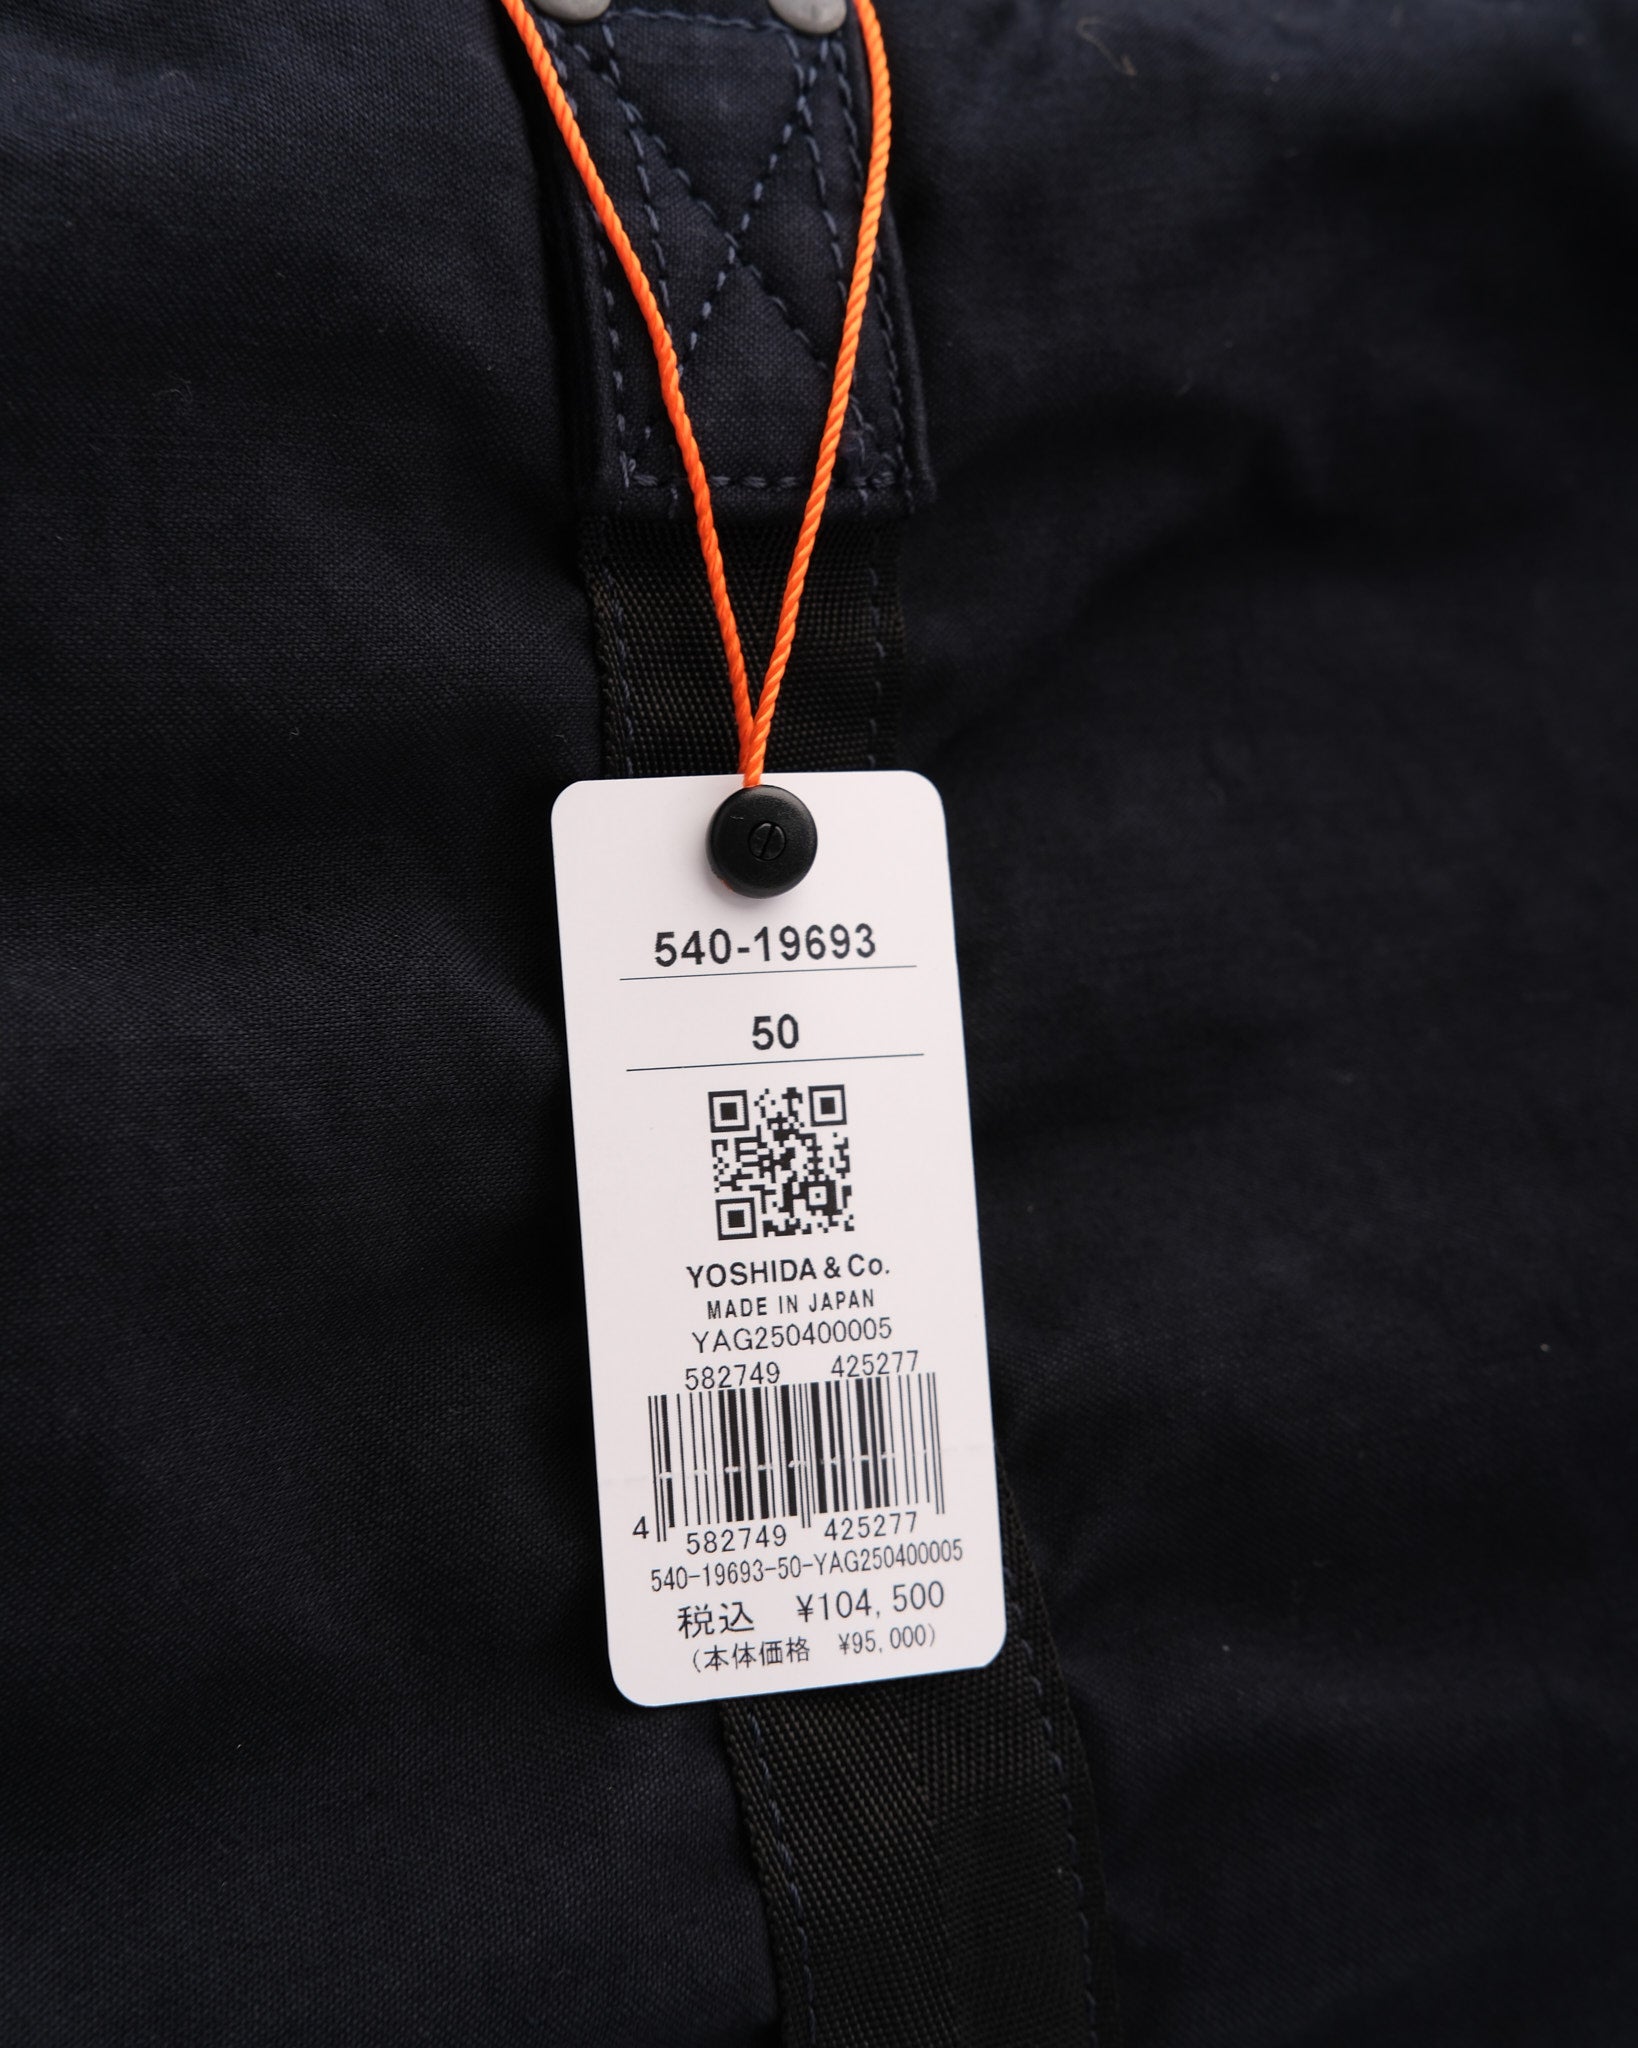 540-19693
50
YOSHIDA & Co.
MADE IN JAPAN
YAG250400005
582749 425277
4 582749 425277
540-19693-50-YAG250400005
税込 ¥104,500
(本体価格 ¥95,000)